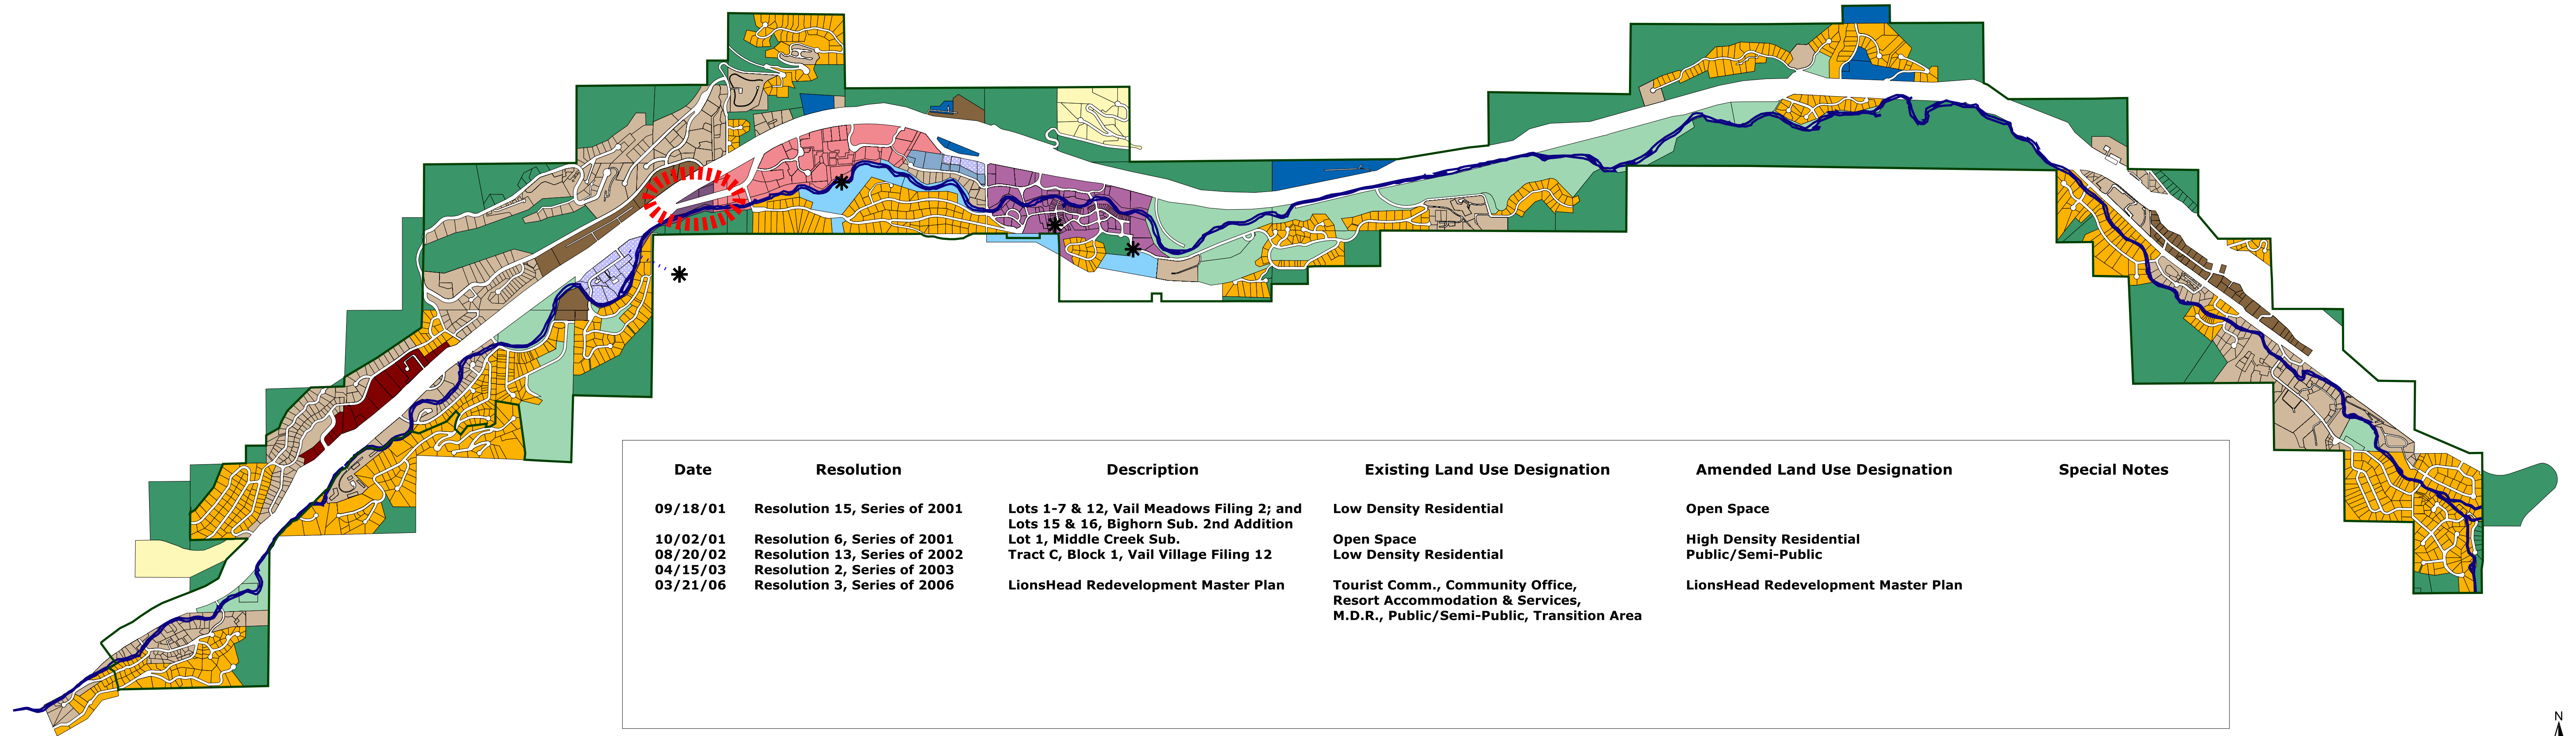 Date Resolution Description Existing Land Use Designation Amended Land Use Designation Special Notes
09/18/01 Resolution 15, Series of 2001 Lots 1-7 & 12, Vail Meadows Filing 2; and Low Density Residential Open Space
Lots 15 & 16, Bighorn Sub. 2nd Addition
10/02/01 Resolution 6, Series of 2001 Lot 1, Middle Creek Sub. Open Space High Density Residential
08/20/02 Resolution 13, Series of 2002 Tract C, Block 1, Vail Village Filing 12 Low Density Residential Public/Semi-Public
04/15/03 Resolution 2, Series of 2003
03/21/06 Resolution 3, Series of 2006 LionsHead Redevelopment Master Plan Tourist Comm., Community Office, LionsHead Redevelopment Master Plan
Resort Accommodation & Services,
M.D.R., Public/Semi-Public, Transition Area
N